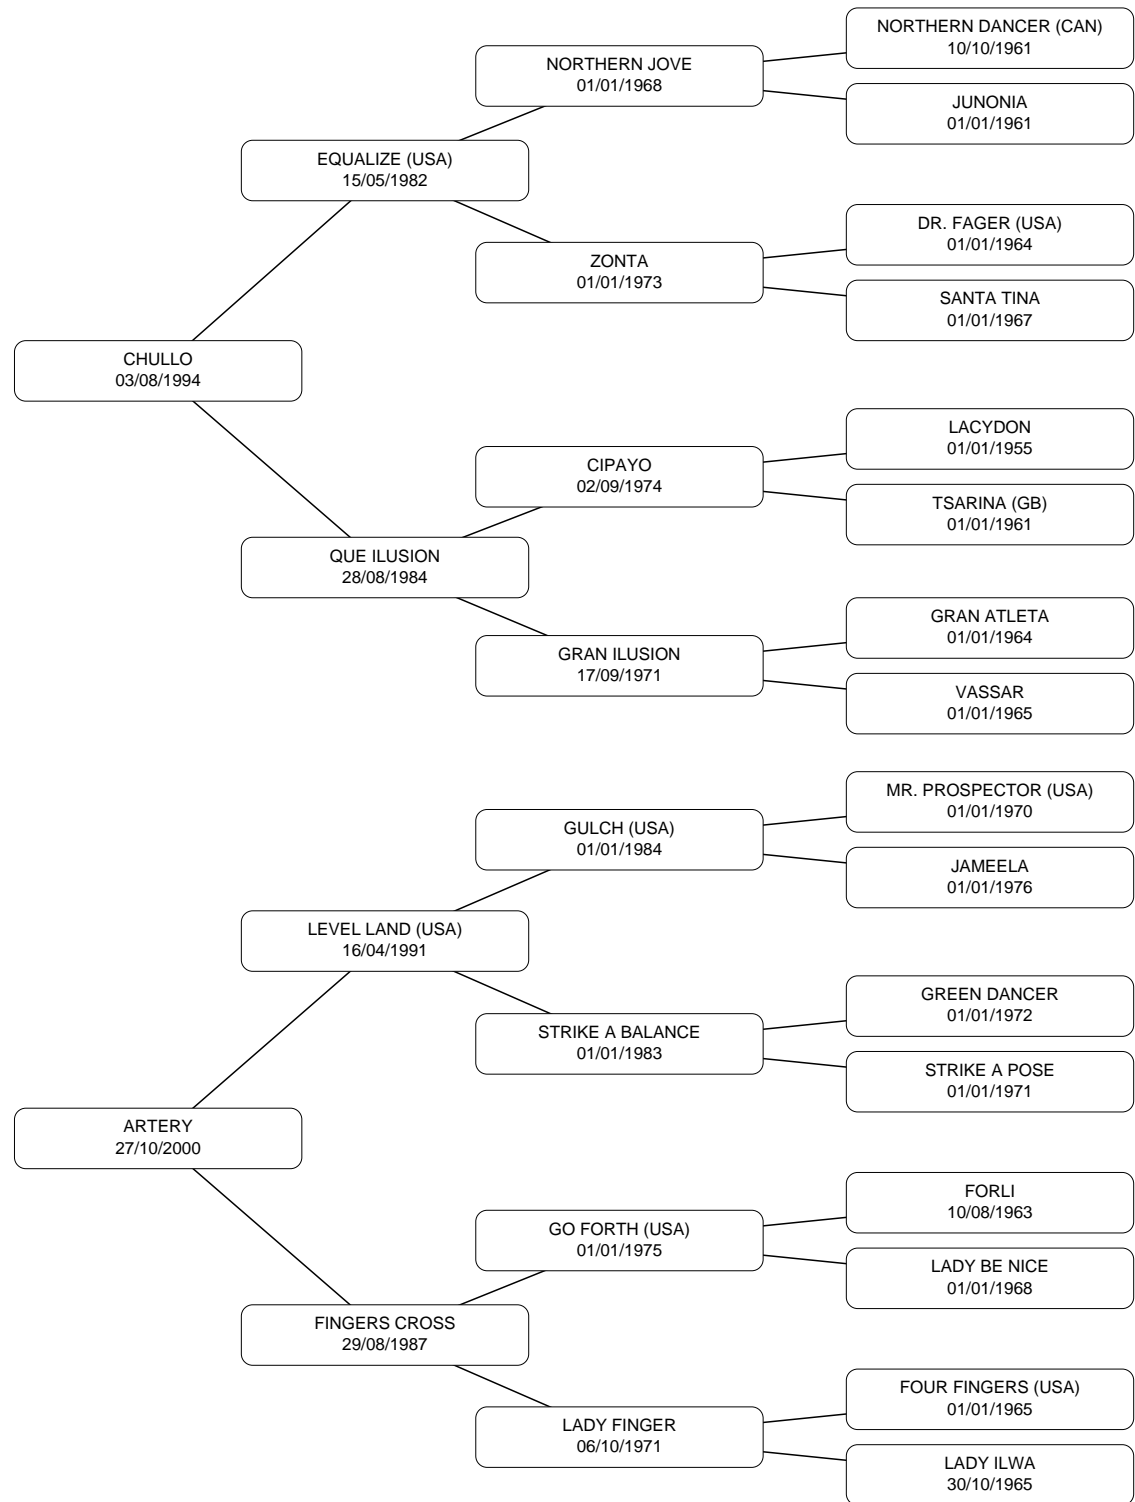 NORTHERN DANCER (CAN)
10/10/1961
NORTHERN JOVE
01/01/1968
JUNONIA
01/01/1961
EQUALIZE (USA)
15/05/1982
DR. FAGER (USA)
01/01/1964
ZONTA
01/01/1973
SANTA TINA
01/01/1967
CHULLO
03/08/1994
LACYDON
01/01/1955
CIPAYO
02/09/1974
TSARINA (GB)
01/01/1961
QUE ILUSION
28/08/1984
GRAN ATLETA
01/01/1964
GRAN ILUSION
17/09/1971
VASSAR
01/01/1965
MR. PROSPECTOR (USA)
01/01/1970
GULCH (USA)
01/01/1984
JAMEELA
01/01/1976
LEVEL LAND (USA)
16/04/1991
GREEN DANCER
01/01/1972
STRIKE A BALANCE
01/01/1983
STRIKE A POSE
01/01/1971
ARTERY
27/10/2000
FORLI
10/08/1963
GO FORTH (USA)
01/01/1975
LADY BE NICE
01/01/1968
FINGERS CROSS
29/08/1987
FOUR FINGERS (USA)
01/01/1965
LADY FINGER
06/10/1971
LADY ILWA
30/10/1965